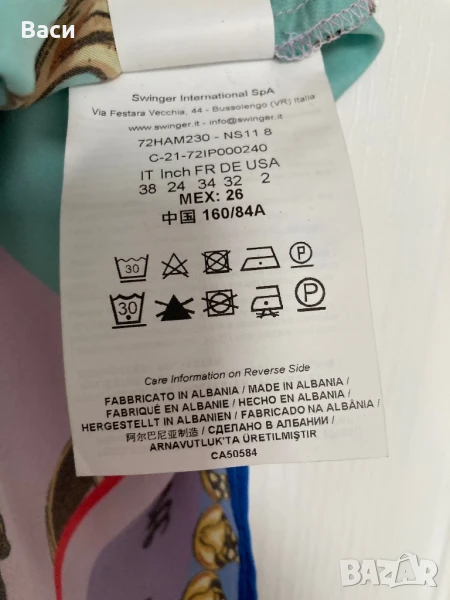 Васи
Swinger International SpA
Via Festara Vecchia, 44 - Bussolengo (VR) Italia
www.swinger.it - info@swinger.it
72HAM230 - NS11 8
C-21-72IP000240
IT Inch FR DE USA
38 24 34 32 2
MEX: 26
中国 160/84A
30 P
30 P
Care Information on Reverse Side
FABBRICATO IN ALBANIA / MADE IN ALBANIA /
FABRIQUÉ EN ALBANIE / HECHO EN ALBANIA /
HERGESTELLT IN ALBANIEN / FABRICADO NA ALBÂNIA /
阿尔巴尼亚制造 / СДЕЛАНО В АЛБАНИИ /
ARNAVUTLUK'TA ÜRETILMIŞTIR
CA50584
BAZAR